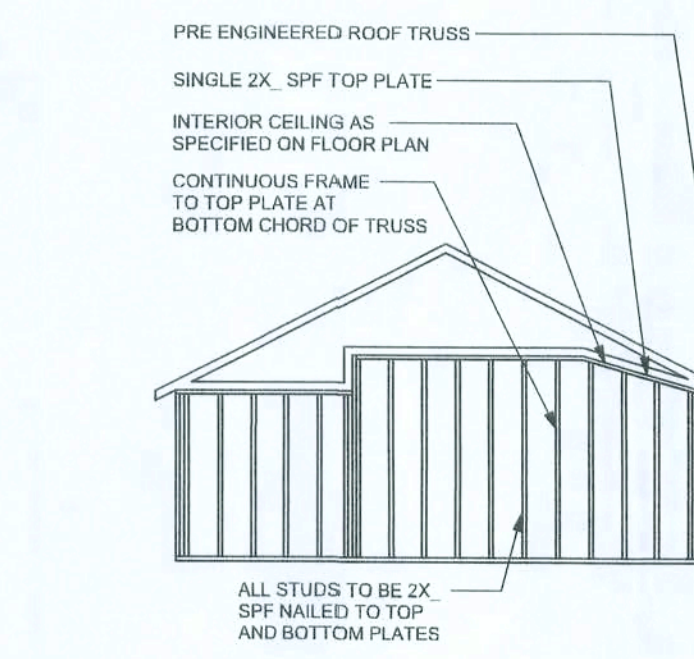 PRE ENGINEERED ROOF TRUSS
SINGLE 2X_ SPF TOP PLATE
INTERIOR CEILING AS
SPECIFIED ON FLOOR PLAN
CONTINUOUS FRAME
TO TOP PLATE AT
BOTTOM CHORD OF TRUSS
ALL STUDS TO BE 2X_
SPF NAILED TO TOP
AND BOTTOM PLATES